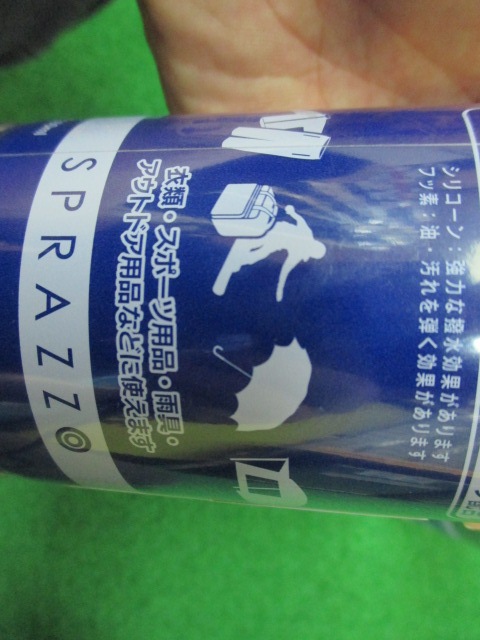 シリコーン：強力な撥水効果があります
フッ素：油・汚れを弾く効果があります
衣類・スポーツ用品・雨具・
アウトドア用品などに使えます
SPRAZZO